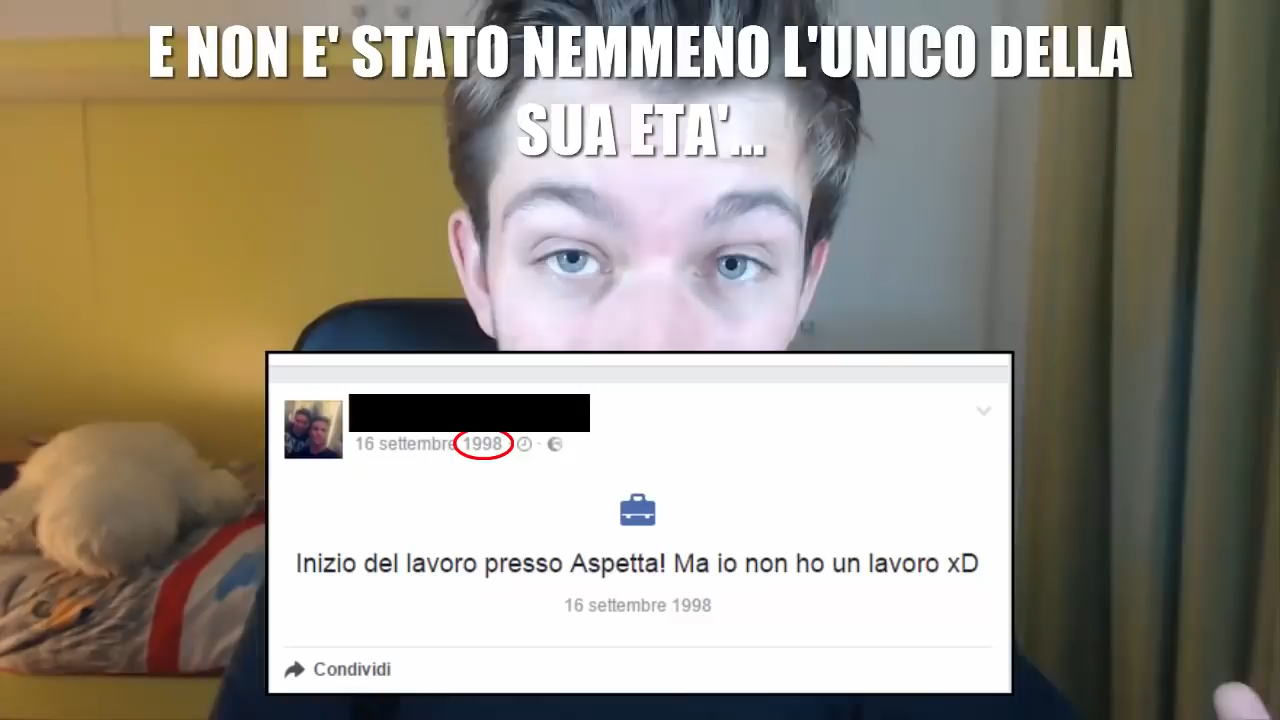 E NON E' STATO NEMMENO L'UNICO DELLA
SUA ETA'...
16 settembre 1998
Inizio del lavoro presso Aspetta! Ma io non ho un lavoro xD
16 settembre 1998
Condividi